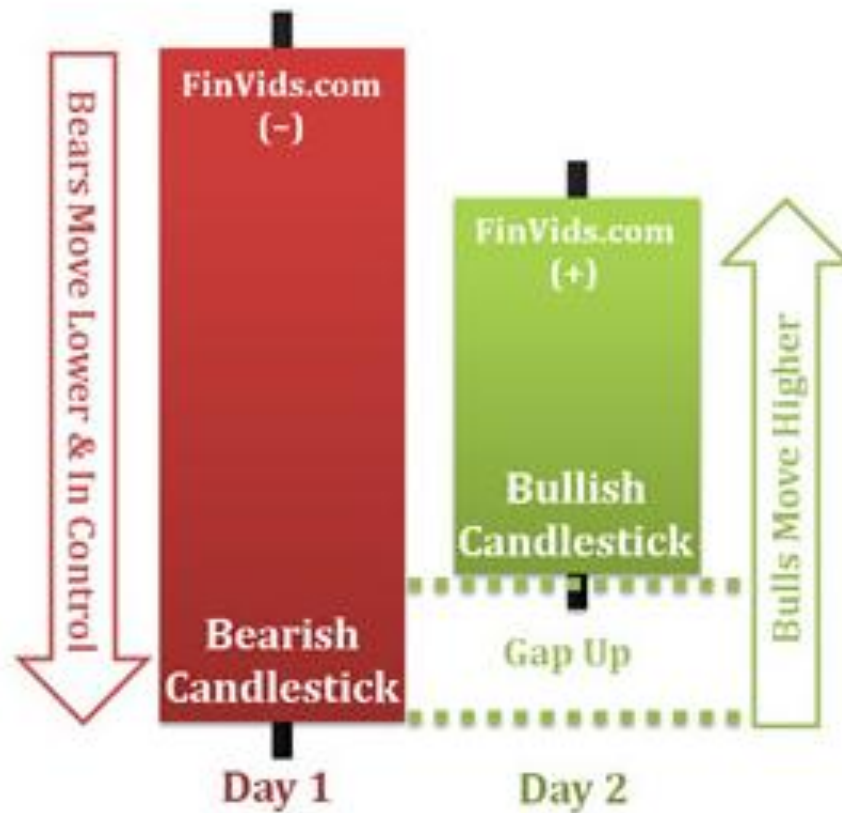 Bears Move Lower & In Control
FinVids.com
(–)
Bearish
Candlestick
Day 1
FinVids.com
(+)
Bullish
Candlestick
Gap Up
Day 2
Bulls Move Higher